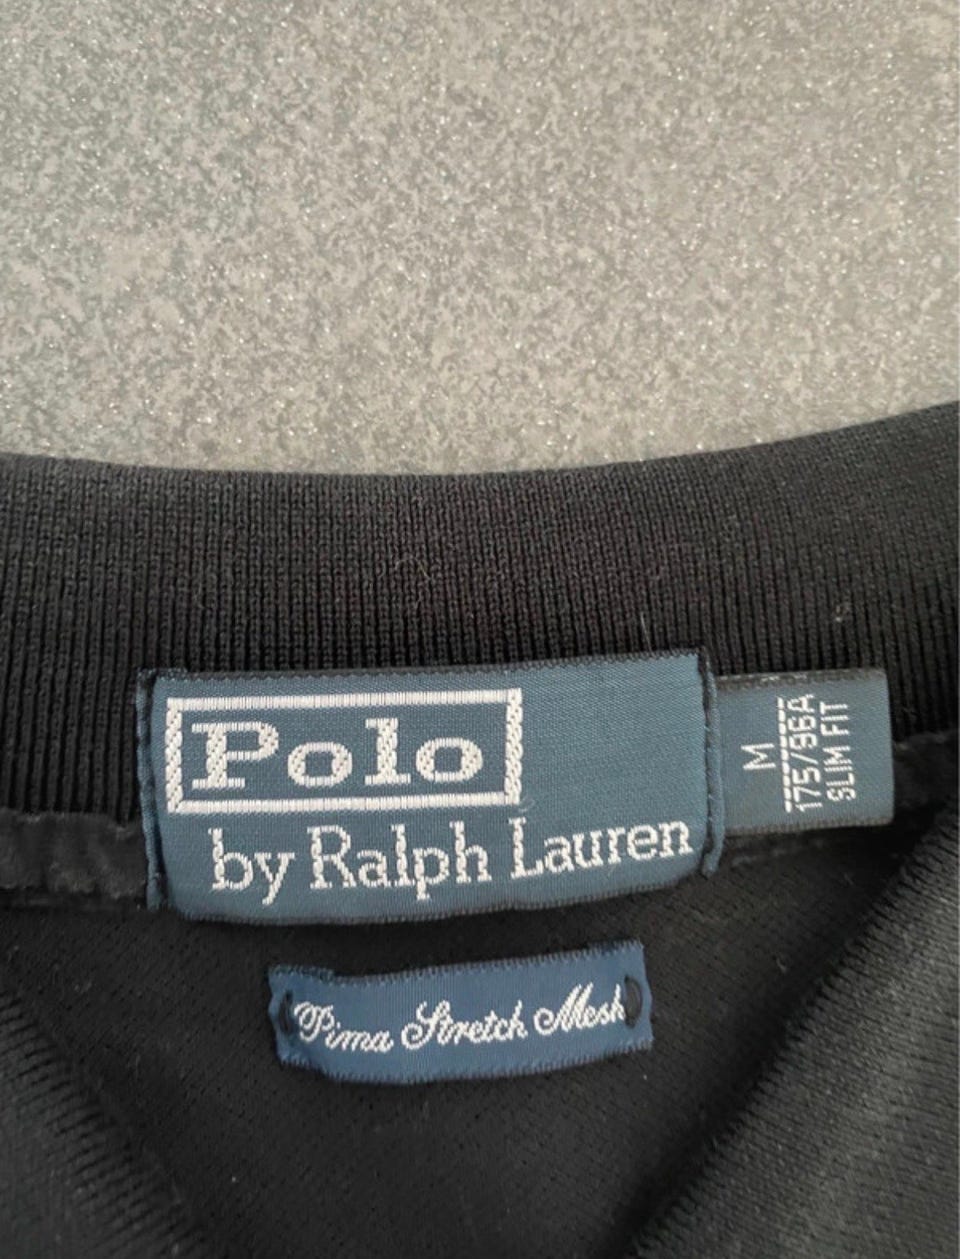 Polo
by Ralph Lauren
M
175/96A
SLIM FIT
Pima Stretch Mesh